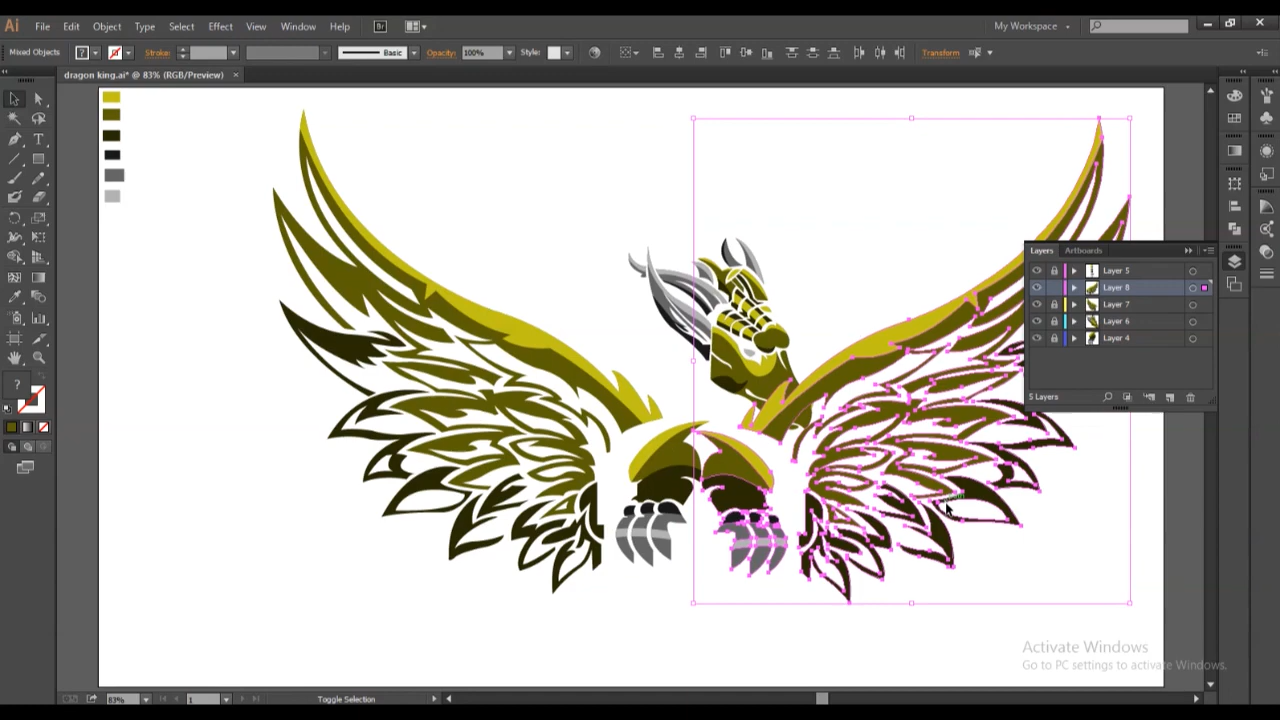 Ai File Edit Object Type Select Effect View Window Help Br My Workspace
Mixed Objects ? Stroke: Basic Opacity: 100% Style: Transform
dragon king.ai* @ 83% (RGB/Preview) ×
Layers Artboards
Layer 5
Layer 8
Layer 7
Layer 6
Layer 4
5 Layers
?
Activate Windows
Go to PC settings to activate Windows.
83% 1 Toggle Selection